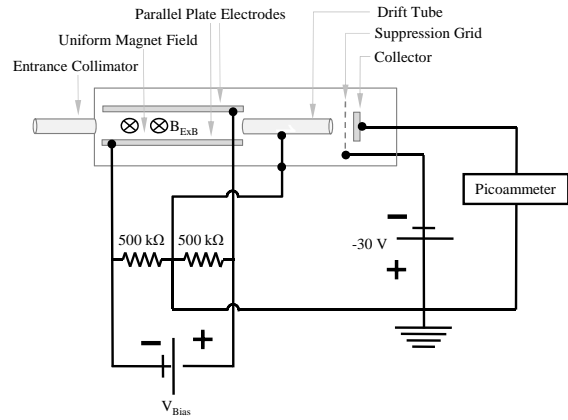 Parallel Plate Electrodes
Drift Tube
Uniform Magnet Field
Suppression Grid
Entrance Collimator
Collector
B_ExB
Picoammeter
500 kΩ 500 kΩ
-30 V
V_Bias